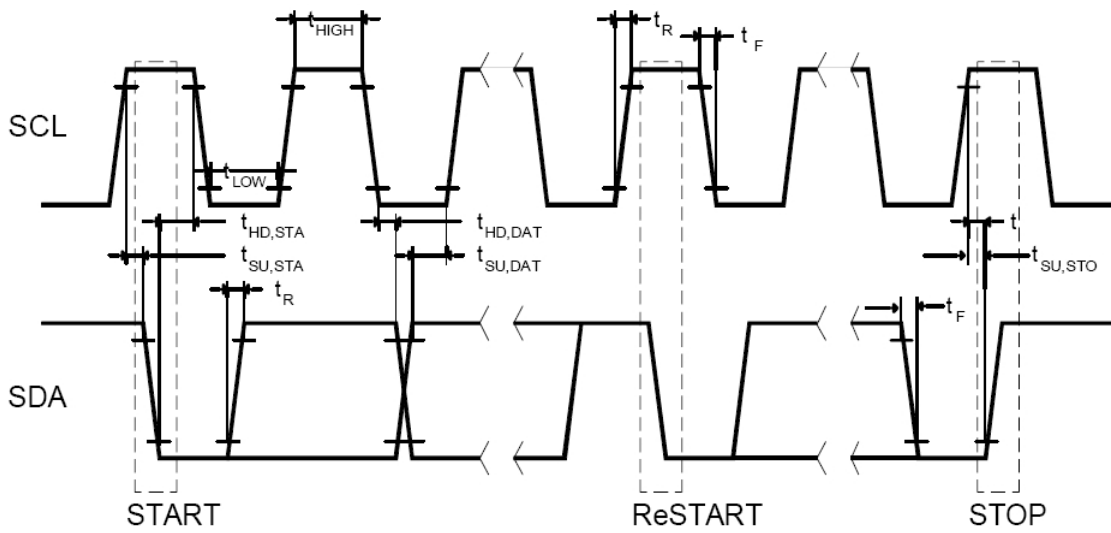 tHIGH
tR
tF
SCL
tLOW
tHD,STA
tHD,DAT
t
tSU,STA
tSU,DAT
tSU,STO
tR
tF
SDA
START
ReSTART
STOP